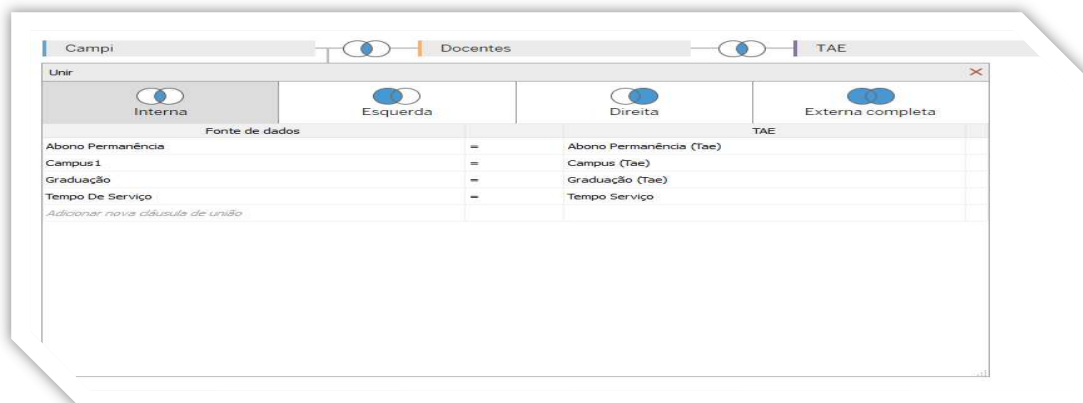 Campi Docentes TAE
Unir
Interna Esquerda Direita Externa completa
Fonte de dados TAE
Abono Permanência = Abono Permanência (Tae)
Campus1 = Campus (Tae)
Graduação = Graduação (Tae)
Tempo De Serviço = Tempo Serviço
Adicionar nova cláusula de união